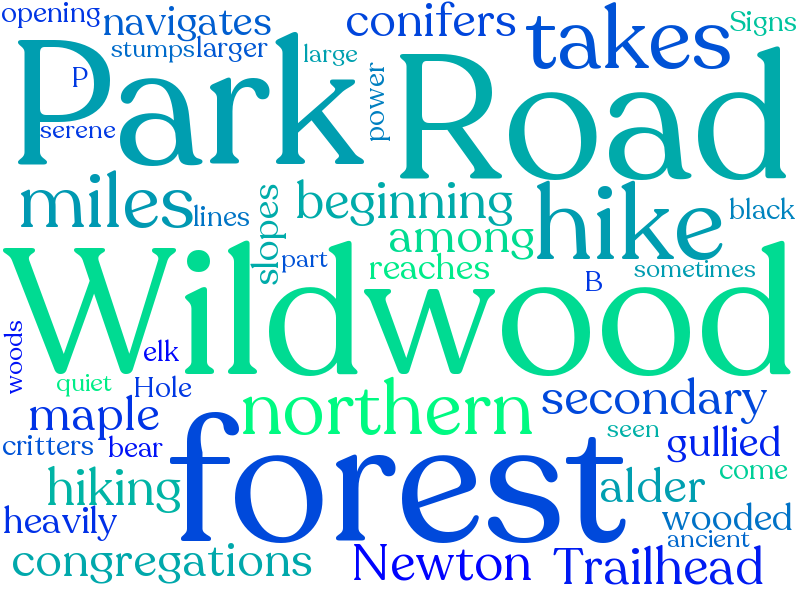 opening navigates conifers takes Signs
stumps larger large
Park Road
P power
serene
miles lines slopes beginning hike black
among
part reaches B sometimes
Wildwood
woods elk
quiet Hole northern secondary
maple seen
critters bear forest gullied
come
hiking alder
heavily wooded
ancient
congregations Newton Trailhead